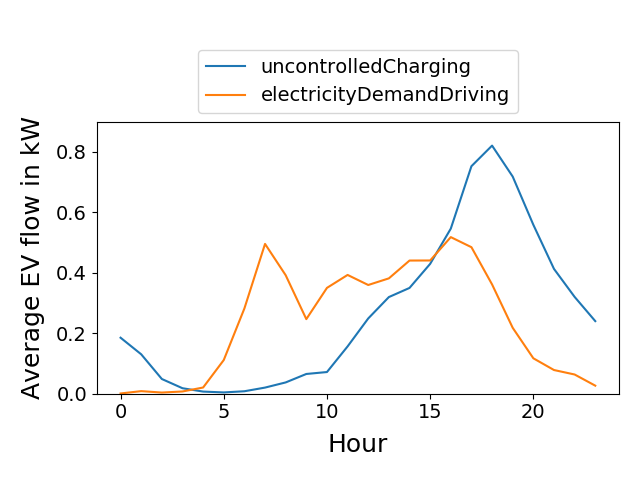 uncontrolledCharging
electricityDemandDriving
Average EV flow in kW
0.8
0.6
0.4
0.2
0.0
0 5 10 15 20
Hour